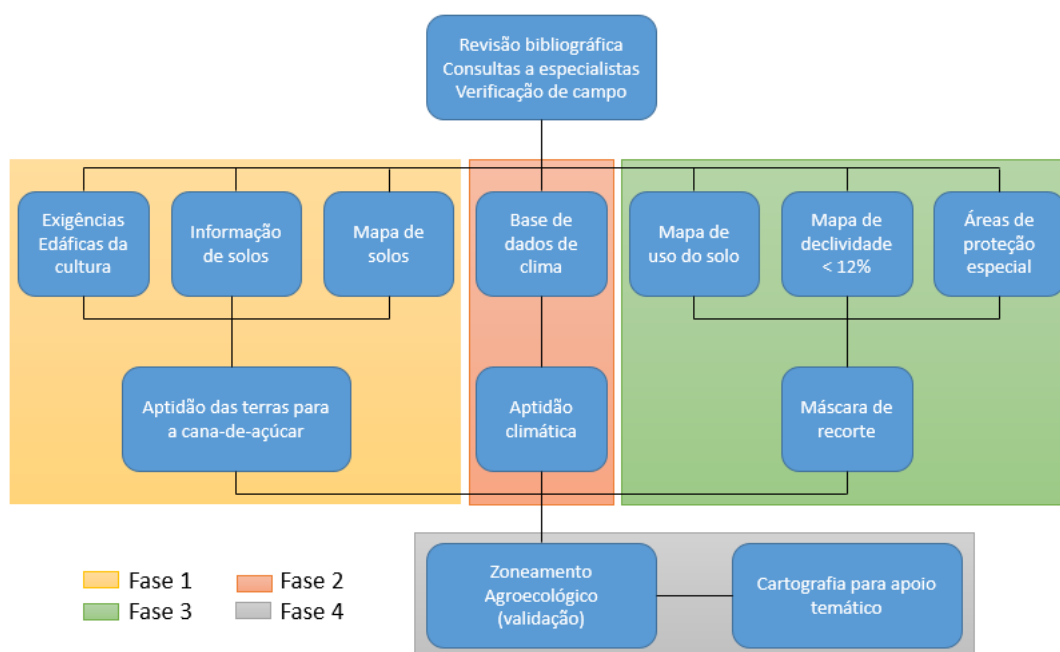 Revisão bibliográfica
Consultas a especialistas
Verificação de campo
Exigências
Edáficas da
cultura
Informação
de solos
Mapa de
solos
Base de
dados de
clima
Mapa de
uso do solo
Mapa de
declividade
< 12%
Áreas de
proteção
especial
Aptidão das terras para
a cana-de-açúcar
Aptidão
climática
Máscara de
recorte
Zoneamento
Agroecológico
(validação)
Cartografia para apoio
temático
Fase 1
Fase 2
Fase 3
Fase 4